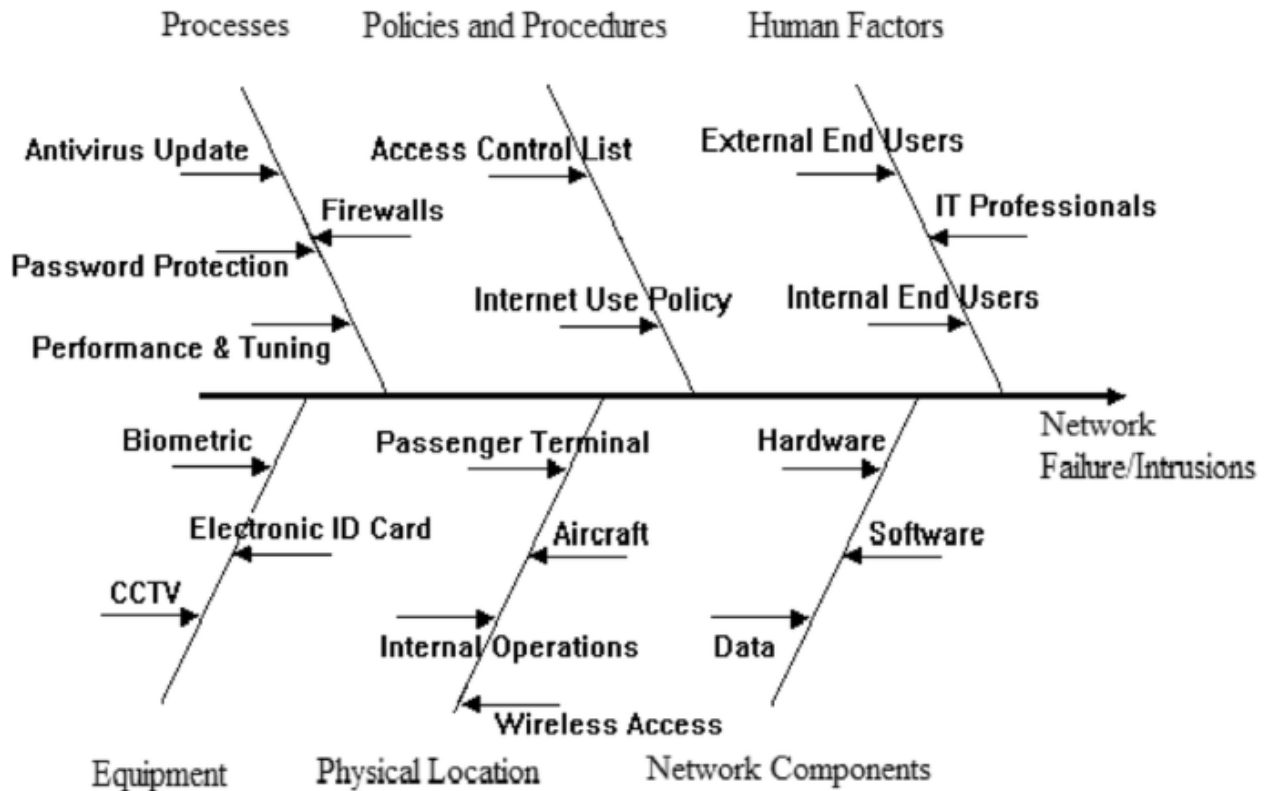 Processes
Policies and Procedures
Human Factors
Antivirus Update
Access Control List
External End Users
Firewalls
IT Professionals
Password Protection
Internet Use Policy
Internal End Users
Performance & Tuning
Network
Failure/Intrusions
Biometric
Passenger Terminal
Hardware
Electronic ID Card
Aircraft
Software
CCTV
Internal Operations
Data
Wireless Access
Equipment
Physical Location
Network Components